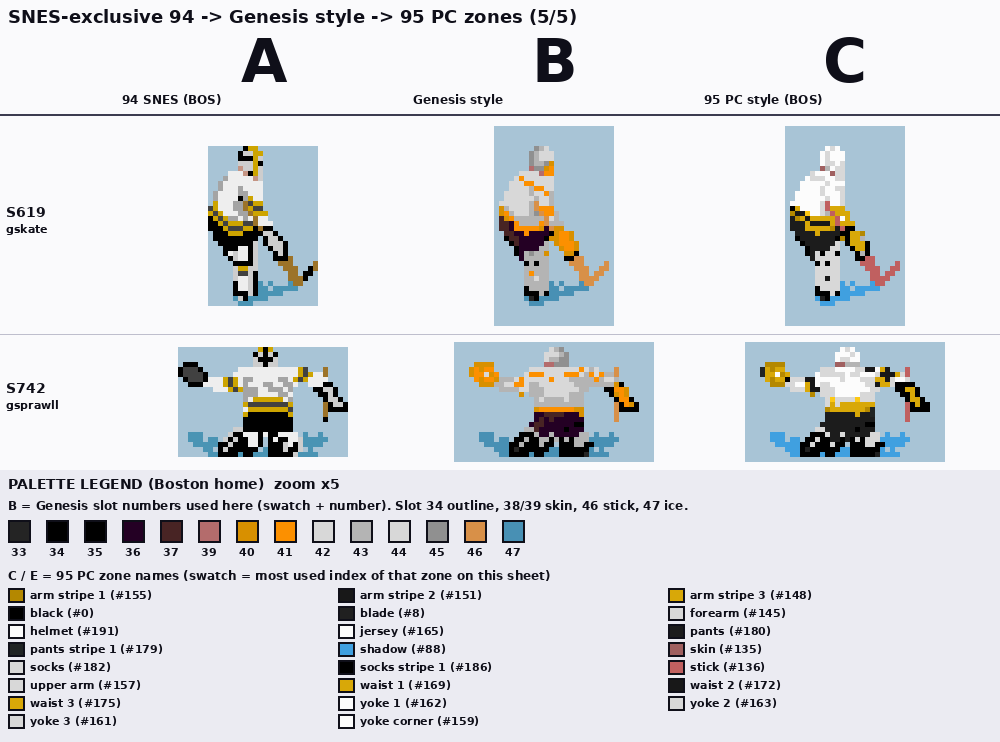 SNES-exclusive 94 -> Genesis style -> 95 PC zones (5/5)
A B C
94 SNES (BOS) Genesis style 95 PC style (BOS)
S619
gskate
S742
gsprawll
PALETTE LEGEND (Boston home)  zoom x5
B = Genesis slot numbers used here (swatch + number). Slot 34 outline, 38/39 skin, 46 stick, 47 ice.
33 34 35 36 37 39 40 41 42 43 44 45 46 47
C / E = 95 PC zone names (swatch = most used index of that zone on this sheet)
arm stripe 1 (#155) arm stripe 2 (#151) arm stripe 3 (#148)
black (#0) blade (#8) forearm (#145)
helmet (#191) jersey (#165) pants (#180)
pants stripe 1 (#179) shadow (#88) skin (#135)
socks (#182) socks stripe 1 (#186) stick (#136)
upper arm (#157) waist 1 (#169) waist 2 (#172)
waist 3 (#175) yoke 1 (#162) yoke 2 (#163)
yoke 3 (#161) yoke corner (#159)